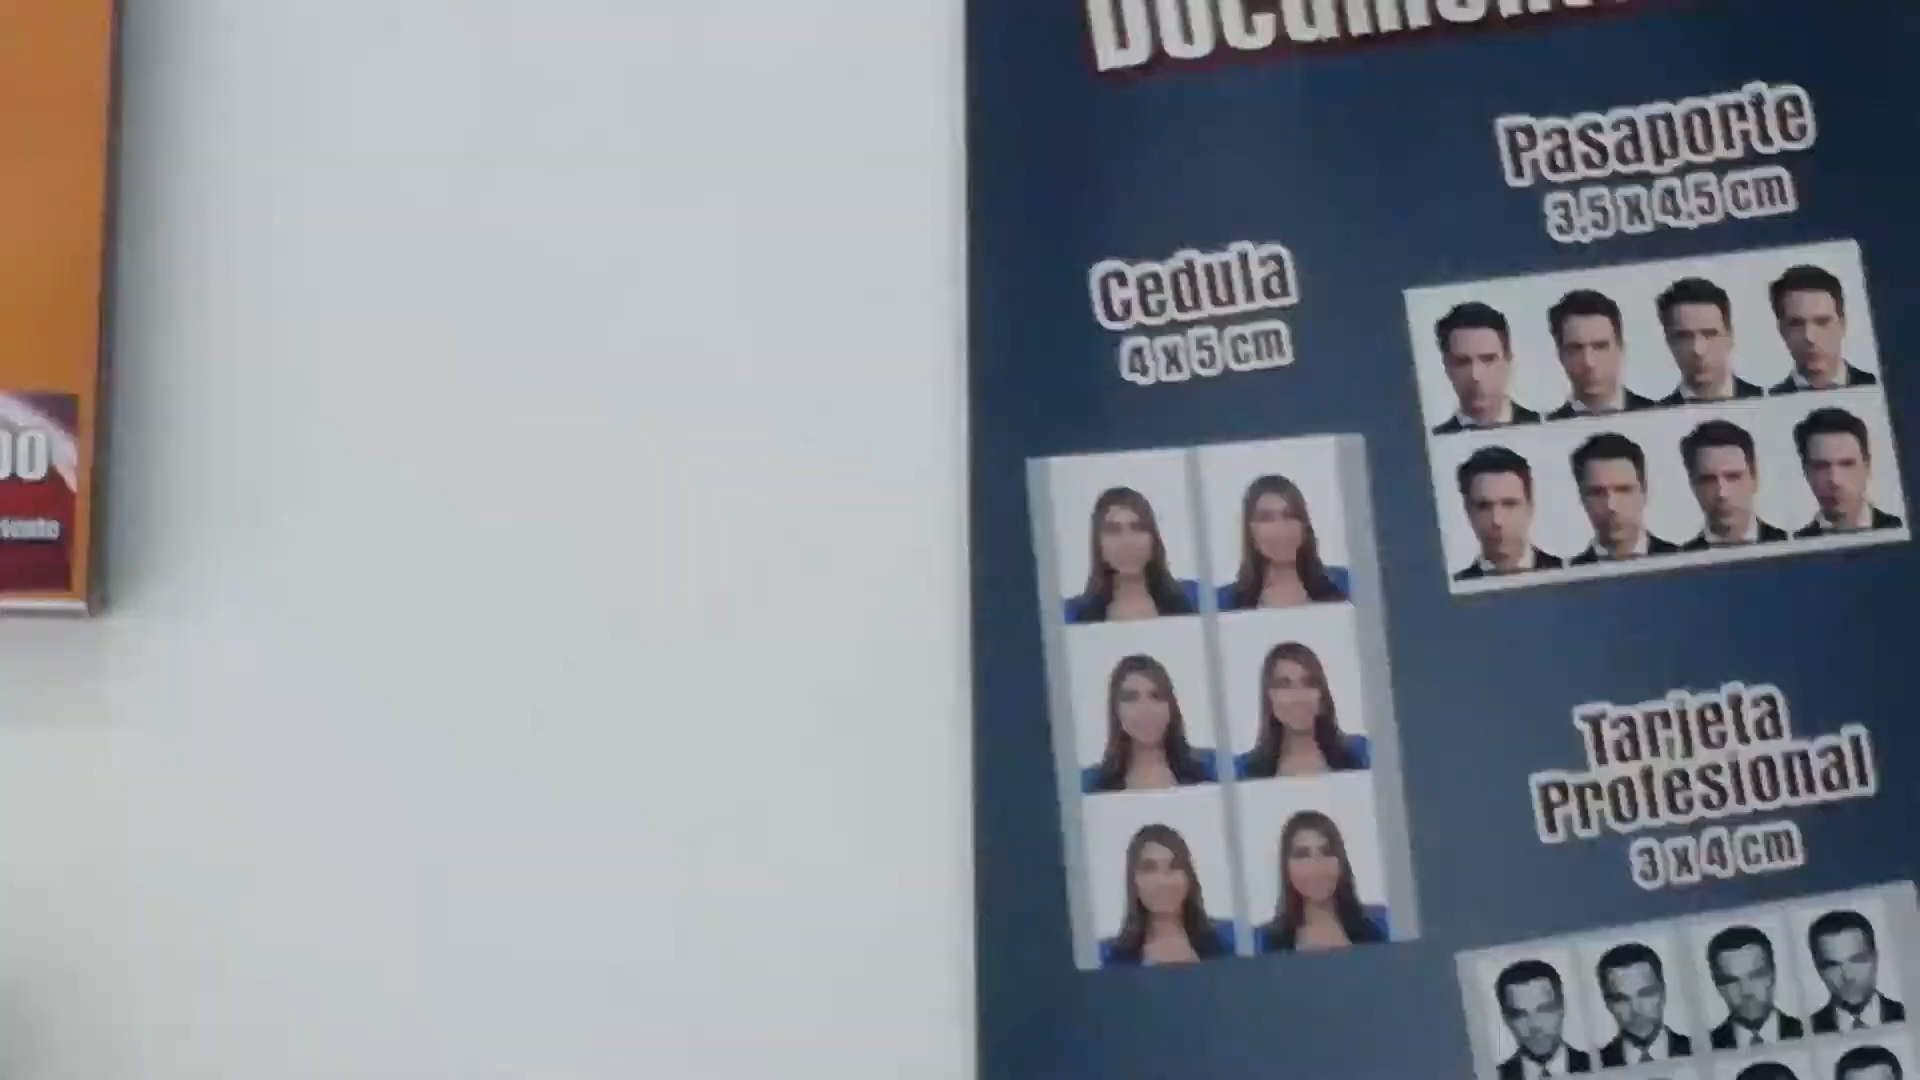 Pasaporte
3,5 x 4,5 cm
Cedula
4 x 5 cm
Tarjeta
Profesional
3 x 4 cm